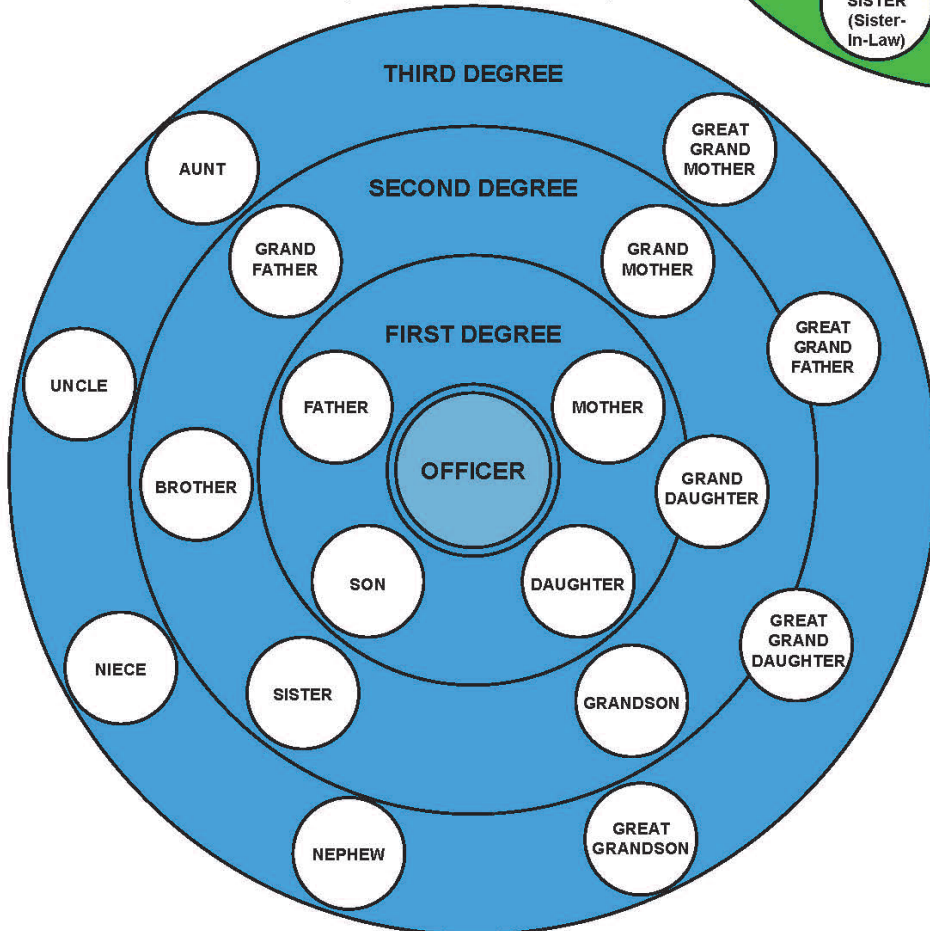 SISTER
(Sister-
In-Law)
THIRD DEGREE
GREAT
GRAND
MOTHER
AUNT
SECOND DEGREE
GRAND
FATHER
GRAND
MOTHER
FIRST DEGREE
GREAT
GRAND
FATHER
UNCLE
FATHER
MOTHER
OFFICER
BROTHER
GRAND
DAUGHTER
SON
DAUGHTER
GREAT
GRAND
DAUGHTER
NIECE
SISTER
GRANDSON
NEPHEW
GREAT
GRANDSON